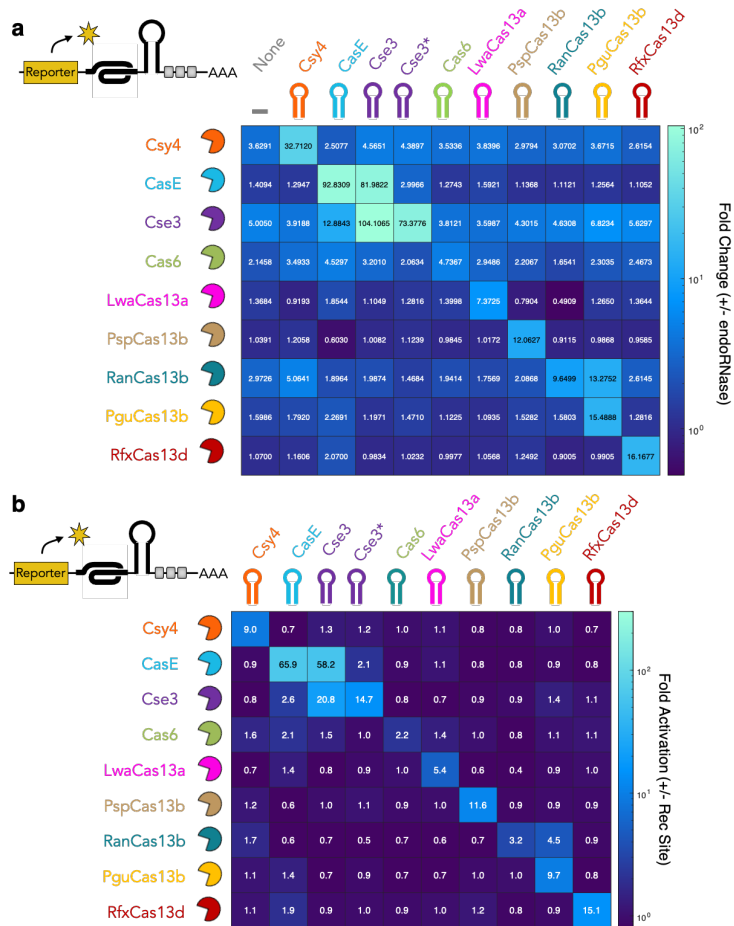 a
Reporter
AAA
None
Csy4
CasE
Cse3
Cse3*
Cas6
LwaCas13a
PspCas13b
RanCas13b
PguCas13b
RfxCas13d
Csy4 3.6291 32.7120 2.5077 4.5651 4.3897 3.5336 3.8396 2.9794 3.0702 3.6715 2.6154
CasE 1.4094 1.2947 92.8309 81.9822 2.9966 1.2743 1.5921 1.1368 1.1121 1.2564 1.1052
Cse3 5.0050 3.9188 12.8843 104.1065 73.3776 3.8121 3.5987 4.3015 4.6308 6.8234 5.6297
Cas6 2.1458 3.4933 4.5297 3.2010 2.0634 4.7367 2.9486 2.2067 1.6541 2.3035 2.4673
LwaCas13a 1.3684 0.9193 1.8544 1.1049 1.2816 1.3998 7.3725 0.7904 0.4909 1.2650 1.3644
PspCas13b 1.0391 1.2058 0.6030 1.0082 1.1239 0.9845 1.0172 12.0627 0.9115 0.9868 0.9585
RanCas13b 2.9726 5.0641 1.8964 1.9874 1.4684 1.9414 1.7569 2.0868 9.6499 13.2752 2.6145
PguCas13b 1.5986 1.7920 2.2691 1.1971 1.4710 1.1225 1.0935 1.5282 1.5803 15.4888 1.2816
RfxCas13d 1.0700 1.1606 2.0700 0.9834 1.0232 0.9977 1.0568 1.2492 0.9005 0.9905 16.1677
10²
10¹
10⁰
Fold Change (+/- endoRNase)
b
Reporter
AAA
Csy4
CasE
Cse3
Cse3*
Cas6
LwaCas13a
PspCas13b
RanCas13b
PguCas13b
RfxCas13d
Csy4 9.0 0.7 1.3 1.2 1.0 1.1 0.8 0.8 1.0 0.7
CasE 0.9 65.9 58.2 2.1 0.9 1.1 0.8 0.8 0.9 0.8
Cse3 0.8 2.6 20.8 14.7 0.8 0.7 0.9 0.9 1.4 1.1
Cas6 1.6 2.1 1.5 1.0 2.2 1.4 1.0 0.8 1.1 1.1
LwaCas13a 0.7 1.4 0.8 0.9 1.0 5.4 0.6 0.4 0.9 1.0
PspCas13b 1.2 0.6 1.0 1.1 0.9 1.0 11.6 0.9 0.9 0.9
RanCas13b 1.7 0.6 0.7 0.5 0.7 0.6 0.7 3.2 4.5 0.9
PguCas13b 1.1 1.4 0.7 0.9 0.7 0.7 1.0 1.0 9.7 0.8
RfxCas13d 1.1 1.9 0.9 1.0 0.9 1.0 1.2 0.8 0.9 15.1
10²
10¹
10⁰
Fold Activation (+/- Rec Site)